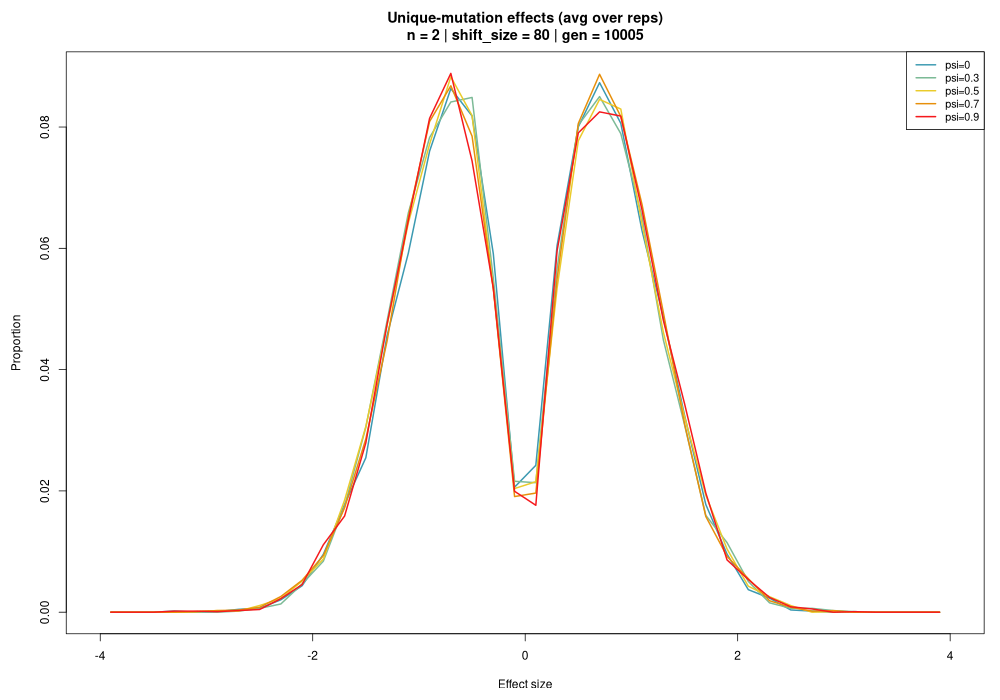 Unique-mutation effects (avg over reps)
n = 2 | shift_size = 80 | gen = 10005
psi=0
psi=0.3
psi=0.5
psi=0.7
psi=0.9
Proportion
0.08
0.06
0.04
0.02
0.00
-4
-2
0
2
4
Effect size